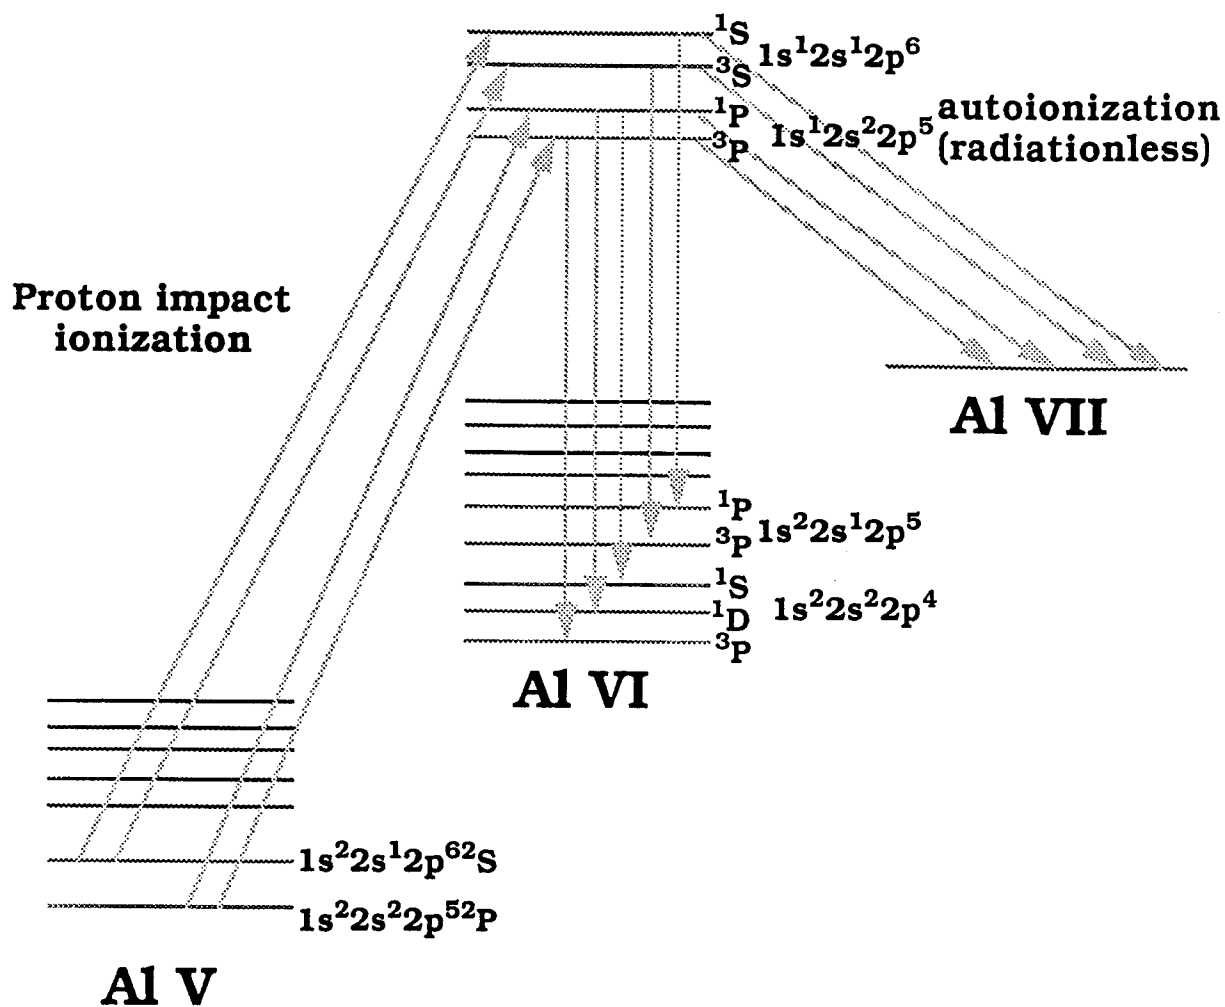 ¹S
1s¹2s¹2p⁶
³S
¹P
1s¹2s²2p⁵
³P
autoionization
(radiationless)
Proton impact
ionization
Al VII
¹P
³P
1s²2s¹2p⁵
¹S
¹D
1s²2s²2p⁴
³P
Al VI
1s²2s¹2p⁶²S
1s²2s²2p⁵²P
Al V